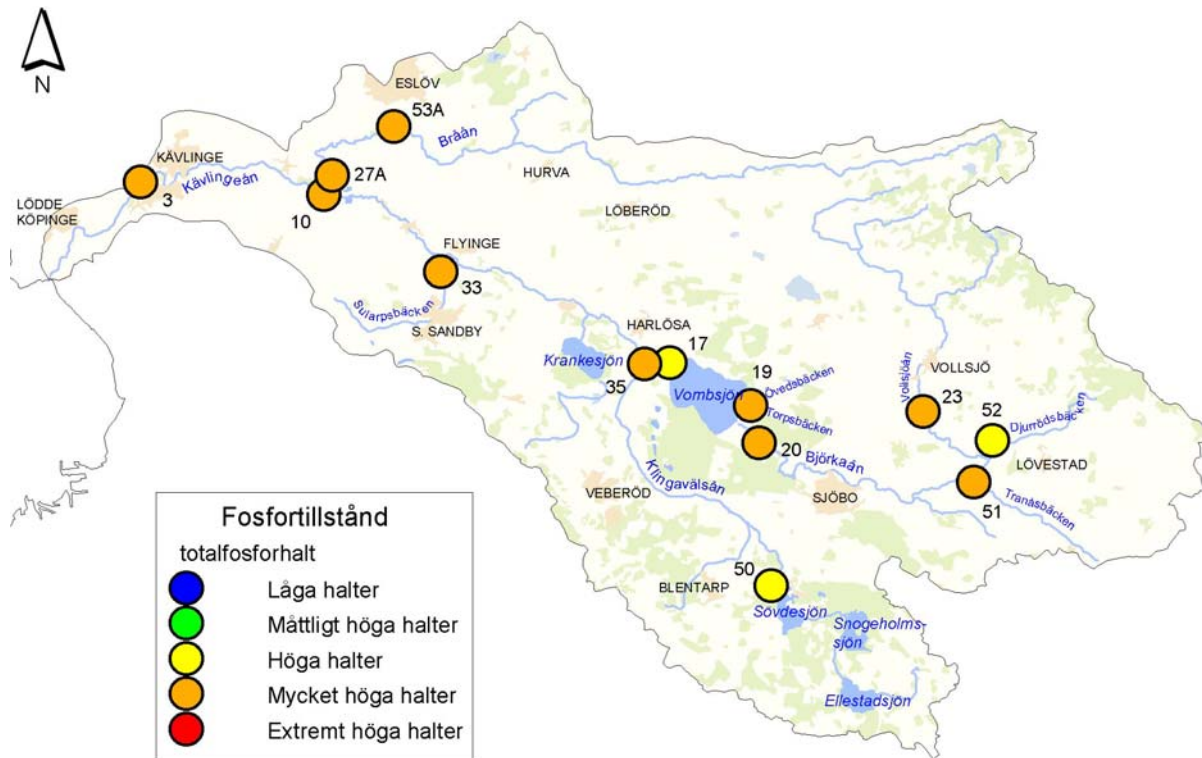 N
ESLÖV
53A
Bråån
KÄVLINGE
Kävlingeån
27A
HURVA
3
LÖDDE
KÖPINGE
10
LÖBERÖD
FLYINGE
33
Sularpsbäcken
S. SANDBY
HARLÖSA
17
Krankesjön
35
Vombsjön
19
Övedsbäcken
Torpsbäcken
20
Björkaån
Vollsjöån
VOLLSJÖ
23
52
Djurrödsbäcken
LÖVESTAD
51
Tranåsbäcken
Klingavälsån
VEBERÖD
SJÖBO
50
BLENTARP
Sövdesjön
Snogeholms-
sjön
Ellestadsjön
Fosfortillstånd
totalfosforhalt
Låga halter
Måttligt höga halter
Höga halter
Mycket höga halter
Extremt höga halter